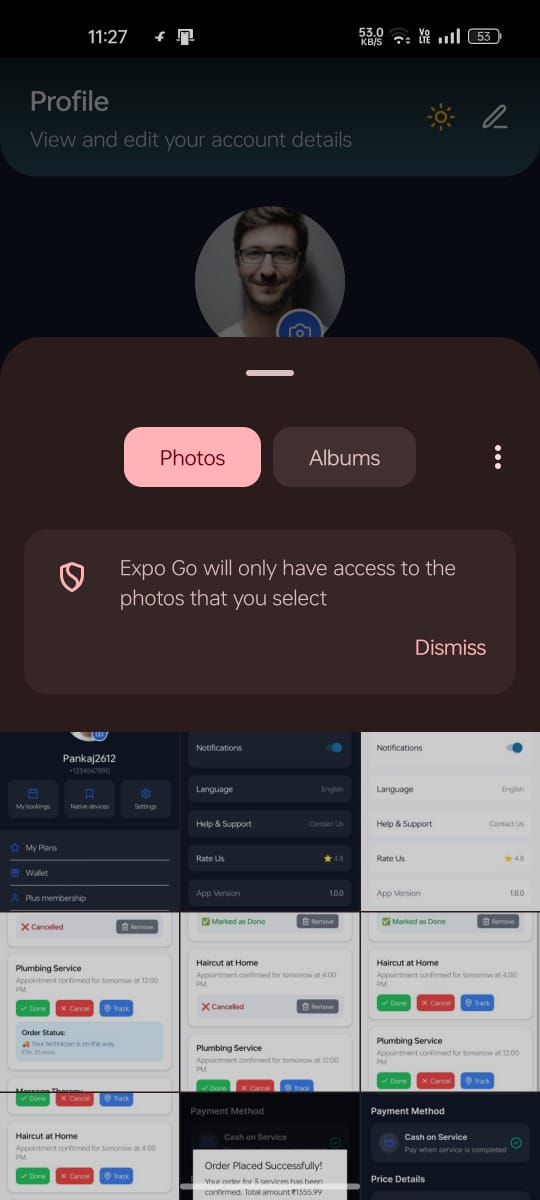 11:27
53.0
KB/S
Vo
LTE
53
Profile
View and edit your account details
Photos
Albums
Expo Go will only have access to the
photos that you select
Dismiss
Pankaj2612
+1234567890
My bookings
Native devices
Settings
My Plans
Wallet
Plus membership
Notifications
Language
English
Help & Support
Contact Us
Rate Us
⭐ 4.8
App Version
1.0.0
Notifications
Language
English
Help & Support
Contact Us
Rate Us
⭐ 4.8
App Version
1.0.0
❌ Cancelled
Remove
Plumbing Service
Appointment confirmed for tomorrow at 12:00
PM.
✓ Done
✕ Cancel
Track
Order Status:
🚚 Your technician is on the way.
ETA: 25 mins
Massage Therapy
✅ Marked as Done
Remove
Haircut at Home
Appointment confirmed for tomorrow at 4:00
PM.
❌ Cancelled
Remove
Plumbing Service
Appointment confirmed for tomorrow at 12:00
PM.
✓ Done
✕ Cancel
Track
✅ Marked as Done
Remove
Haircut at Home
Appointment confirmed for tomorrow at 4:00
PM.
✓ Done
✕ Cancel
Track
Plumbing Service
Appointment confirmed for tomorrow at 12:00
PM.
✓ Done
✕ Cancel
Track
✓ Done
✕ Cancel
Track
Haircut at Home
Appointment confirmed for tomorrow at 4:00
PM.
✓ Done
✕ Cancel
Track
Payment Method
Cash on Service
Order Placed Successfully!
Your order for 3 services has been
confirmed. Total amount:₹1355.99
Payment Method
Cash on Service
Pay when service is completed
Price Details